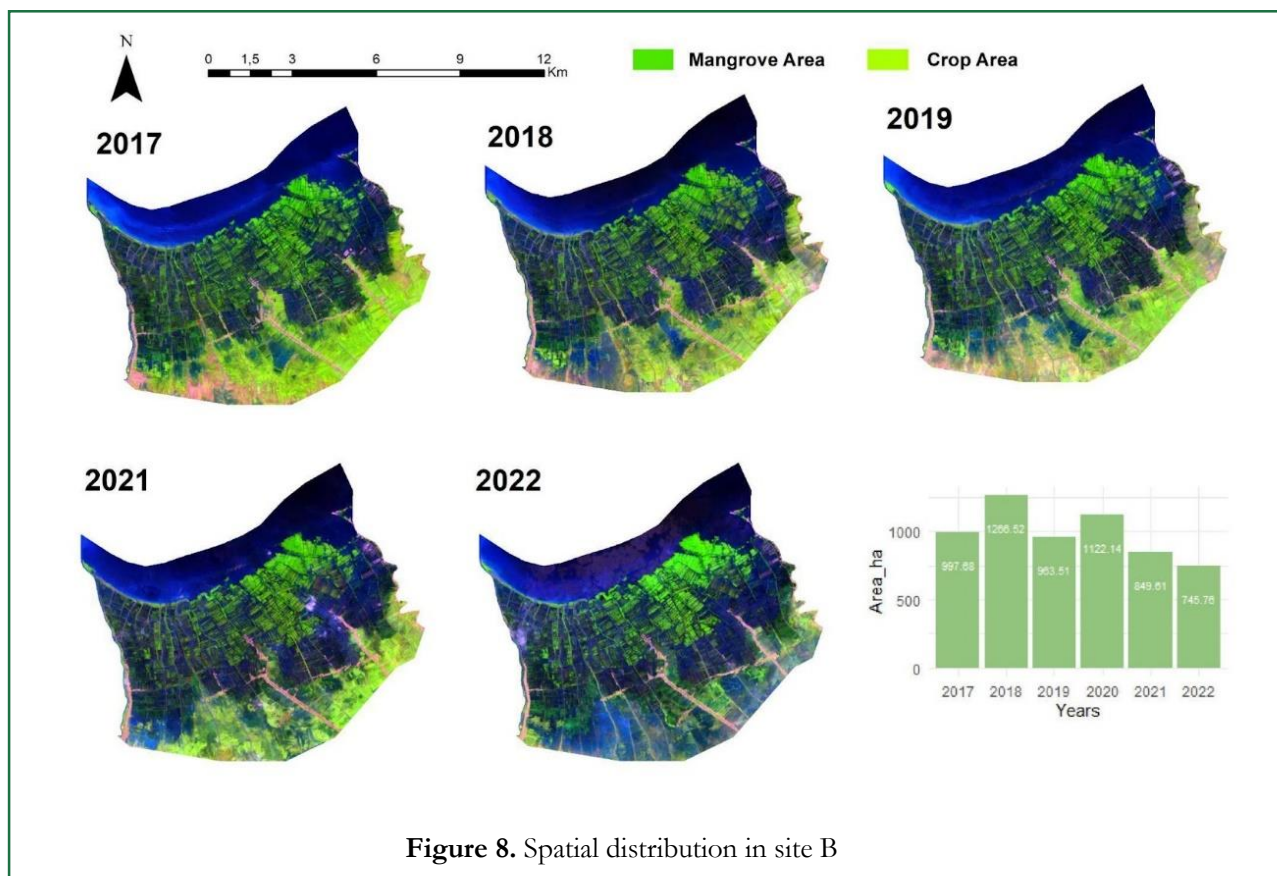 N
0 1,5 3 6 9 12
Km
Mangrove Area Crop Area
2017 2018 2019
2021 2022
1000
500
0
Area_ha
997.68 1266.52 963.51 1122.14 849.61 745.76
2017 2018 2019 2020 2021 2022
Years
Figure 8. Spatial distribution in site B